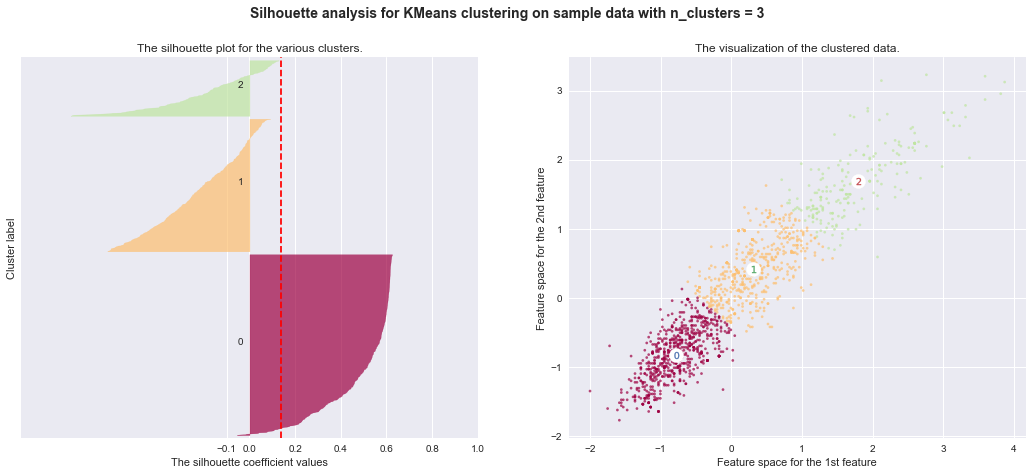 Silhouette analysis for KMeans clustering on sample data with n_clusters = 3
The silhouette plot for the various clusters.
Cluster label
2
1
0
−0.1 0.0 0.2 0.4 0.6 0.8 1.0
The silhouette coefficient values
The visualization of the clustered data.
Feature space for the 2nd feature
3
2
1
0
−1
−2
2
1
0
−2 −1 0 1 2 3 4
Feature space for the 1st feature